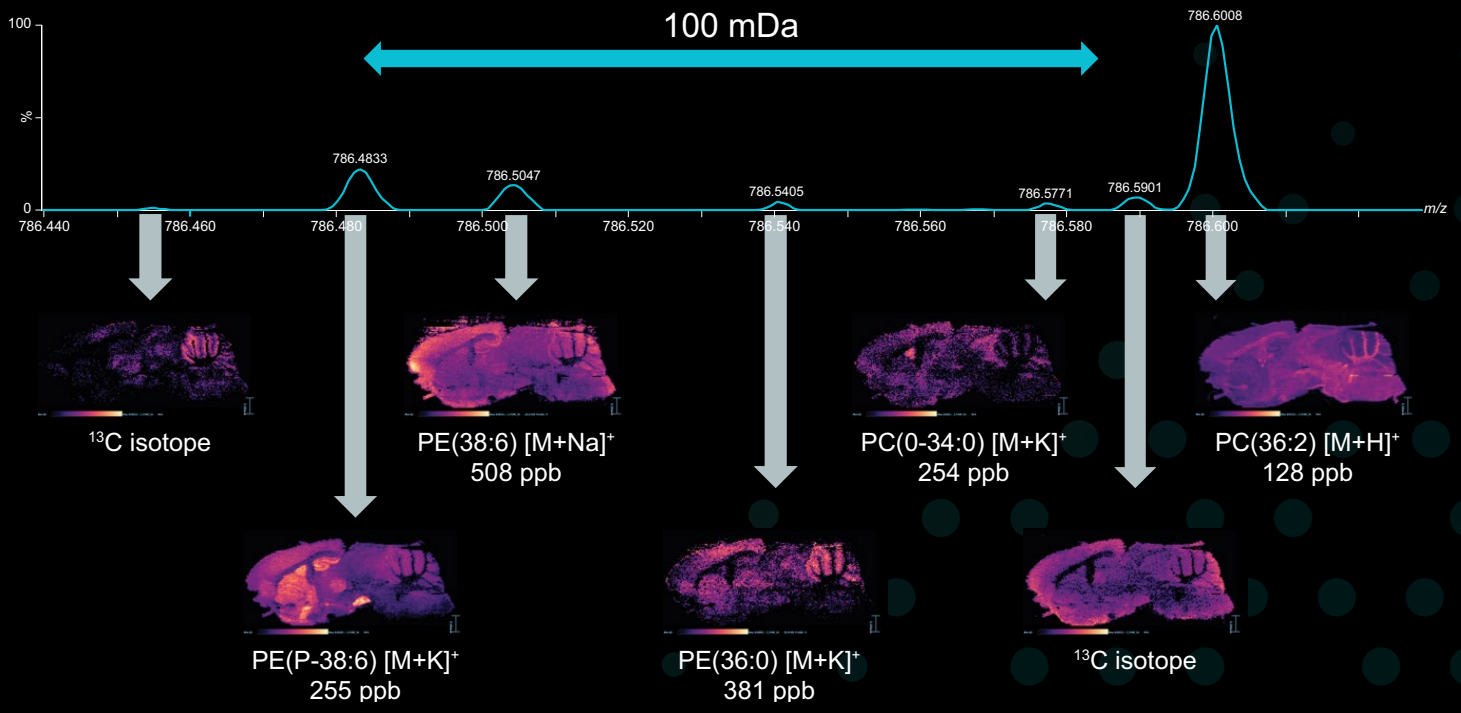 100 mDa
100
%
0
786.4833
786.5047
786.5405
786.5771
786.5901
786.6008
786.440
786.460
786.480
786.500
786.520
786.540
786.560
786.580
786.600
m/z
¹³C isotope
PE(38:6) [M+Na]⁺
508 ppb
PC(0-34:0) [M+K]⁺
254 ppb
PC(36:2) [M+H]⁺
128 ppb
PE(P-38:6) [M+K]⁺
255 ppb
PE(36:0) [M+K]⁺
381 ppb
¹³C isotope